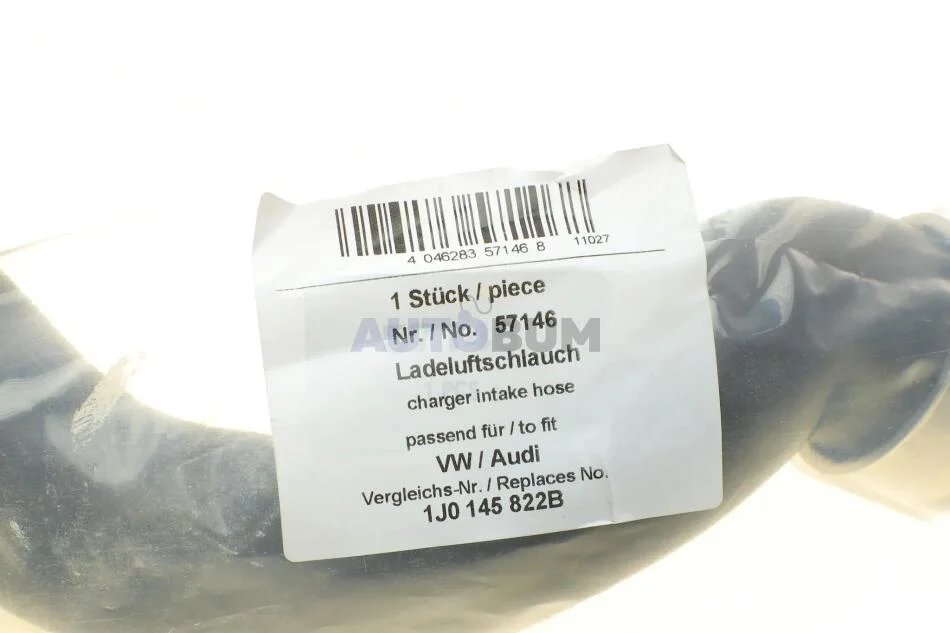 4 046283 57146 8 11027
1 Stück / piece
Nr. / No. 57146
AUTOBUM
Ladeluftschlauch
charger intake hose
passend für / to fit
VW / Audi
Vergleichs-Nr. / Replaces No.
1J0 145 822B